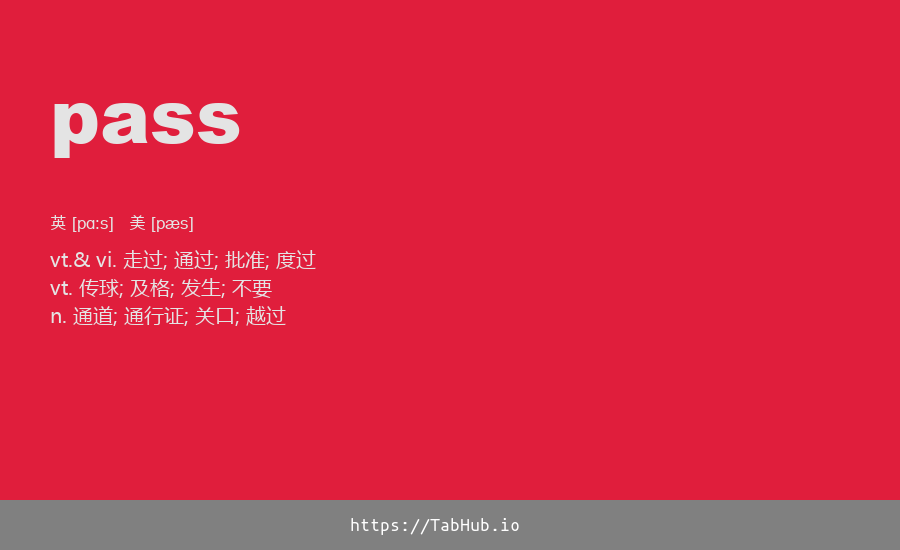 pass
英 [pɑːs] 美 [pæs]
vt.& vi. 走过; 通过; 批准; 度过
vt. 传球; 及格; 发生; 不要
n. 通道; 通行证; 关口; 越过
https://TabHub.io